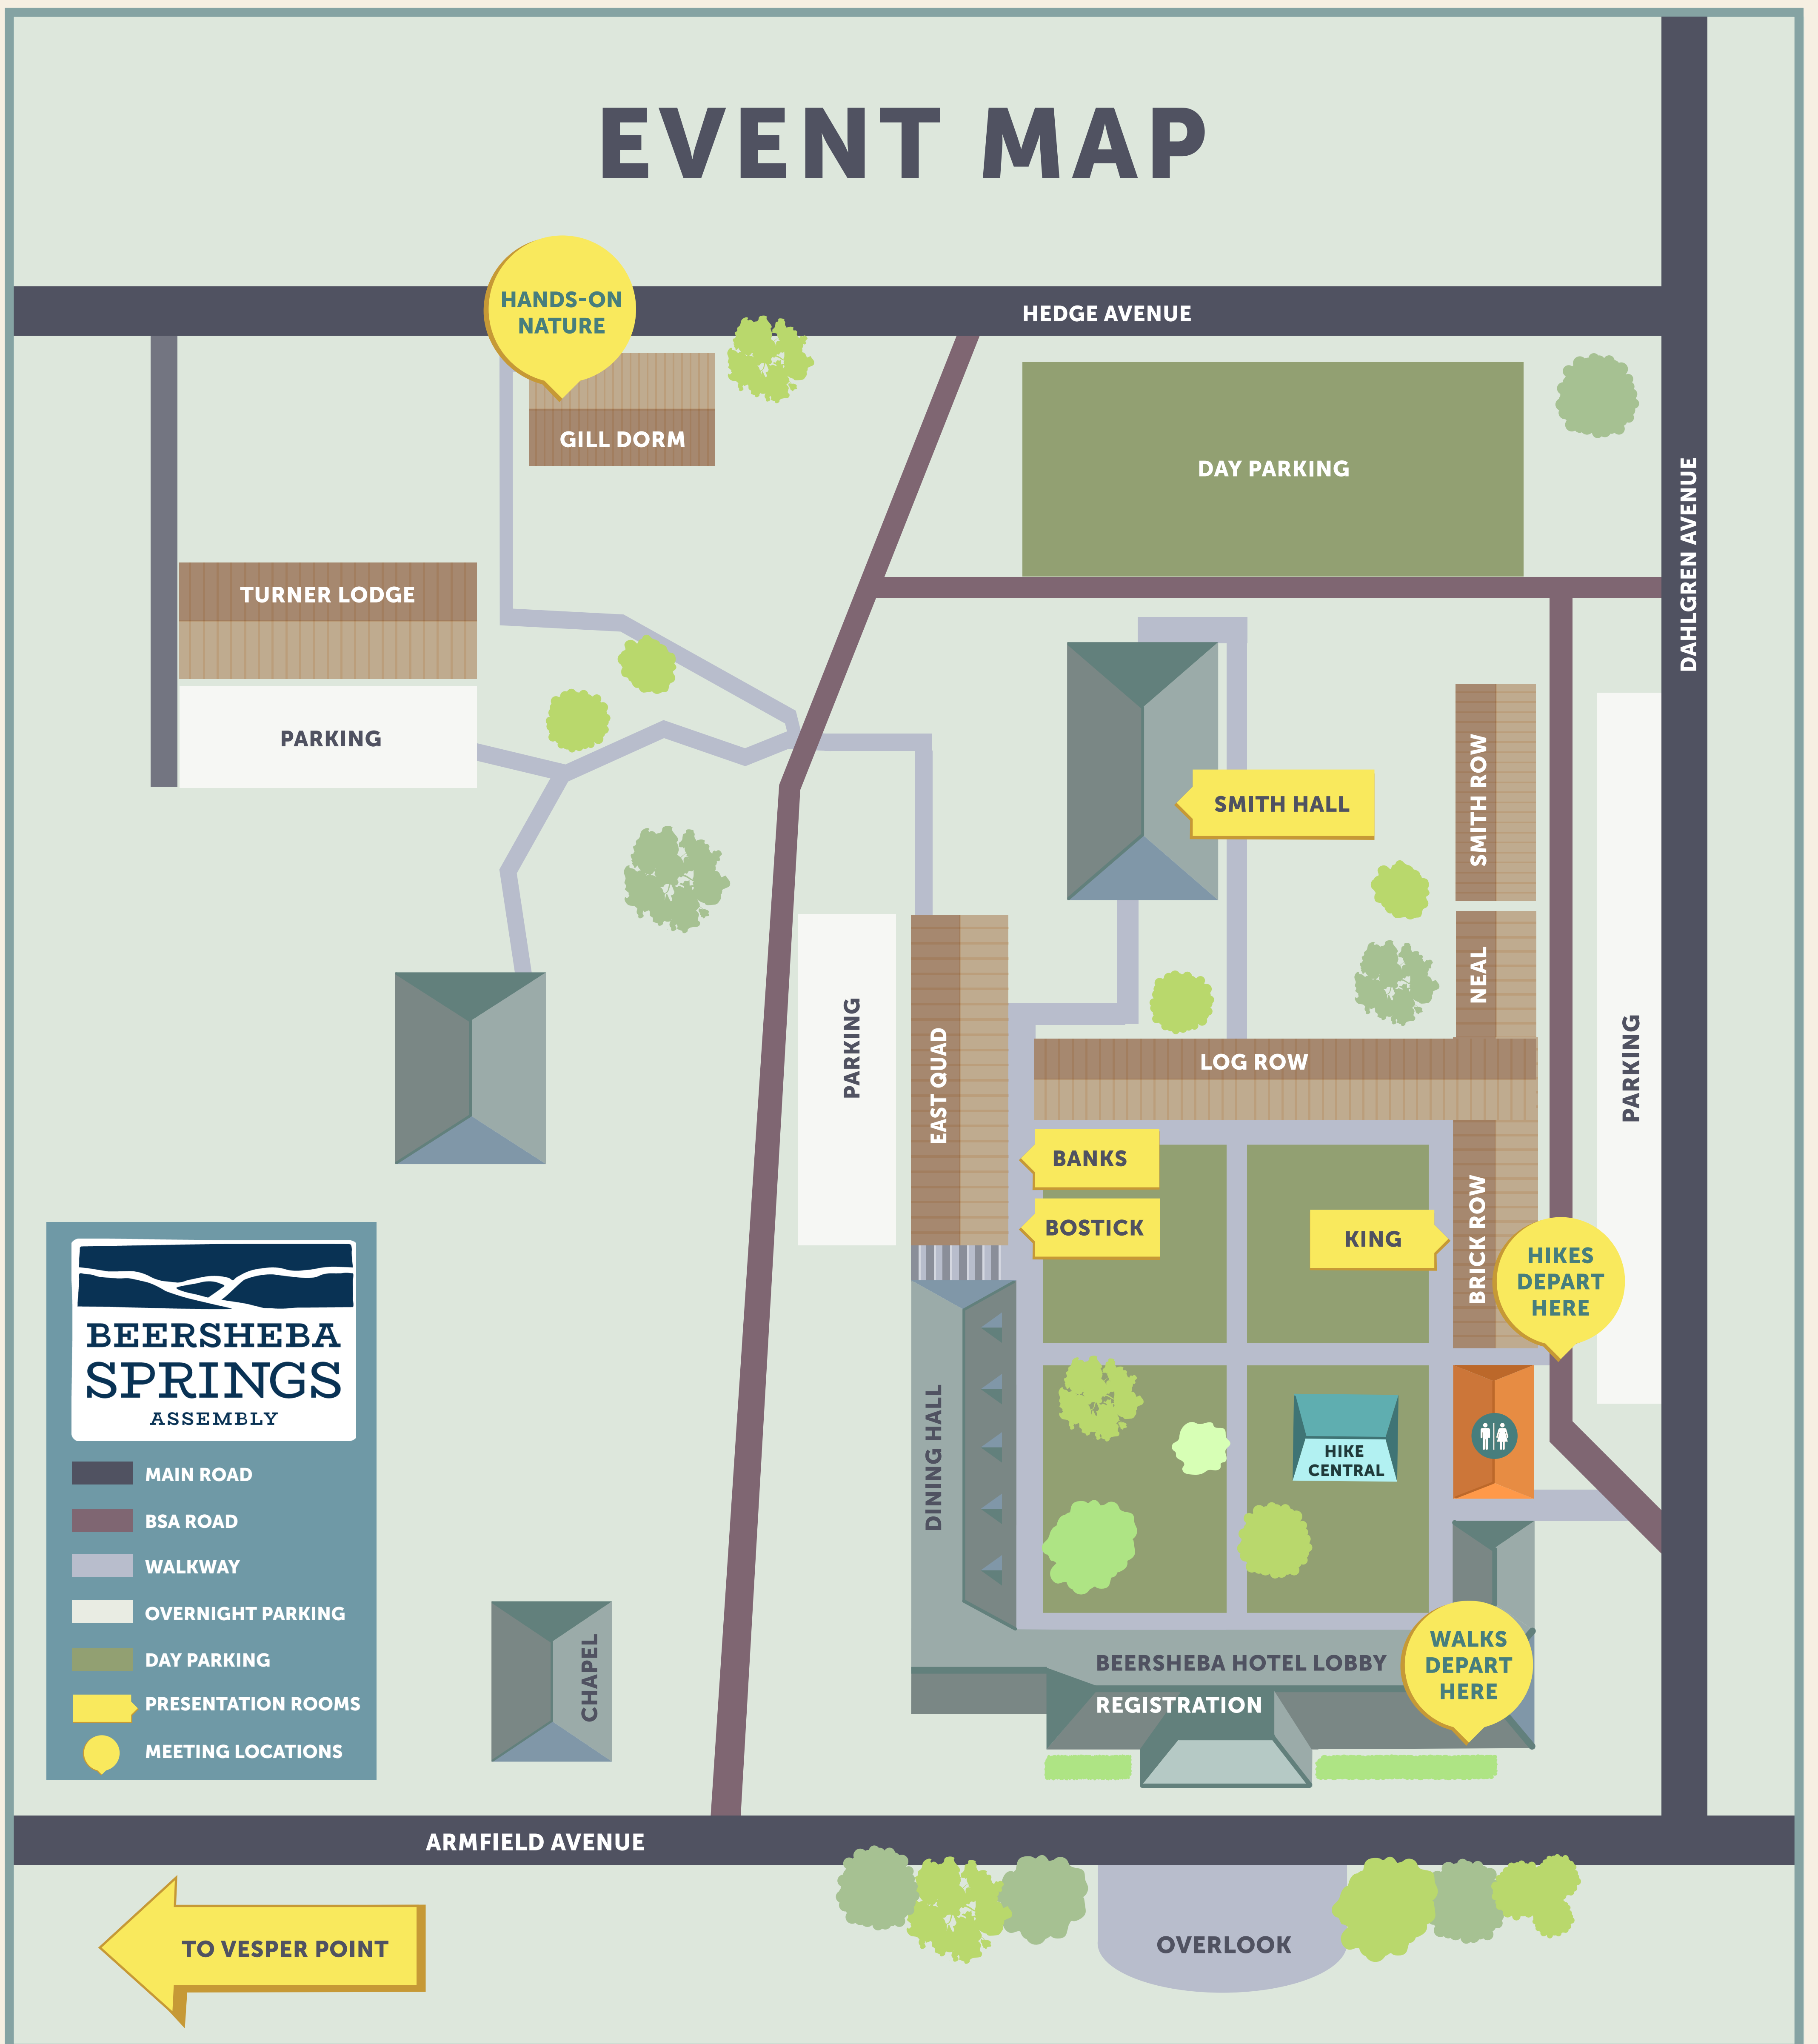 EVENT MAP
HANDS-ON
NATURE
HEDGE AVENUE
GILL DORM
DAY PARKING
DAHLGREN AVENUE
TURNER LODGE
PARKING
SMITH HALL
SMITH ROW
NEAL
PARKING
EAST QUAD
LOG ROW
PARKING
BANKS
BOSTICK
KING
BRICK ROW
HIKES
DEPART
HERE
DINING HALL
HIKE
CENTRAL
BEERSHEBA
SPRINGS
ASSEMBLY
MAIN ROAD
BSA ROAD
WALKWAY
OVERNIGHT PARKING
DAY PARKING
PRESENTATION ROOMS
MEETING LOCATIONS
CHAPEL
BEERSHEBA HOTEL LOBBY
REGISTRATION
WALKS
DEPART
HERE
ARMFIELD AVENUE
TO VESPER POINT
OVERLOOK